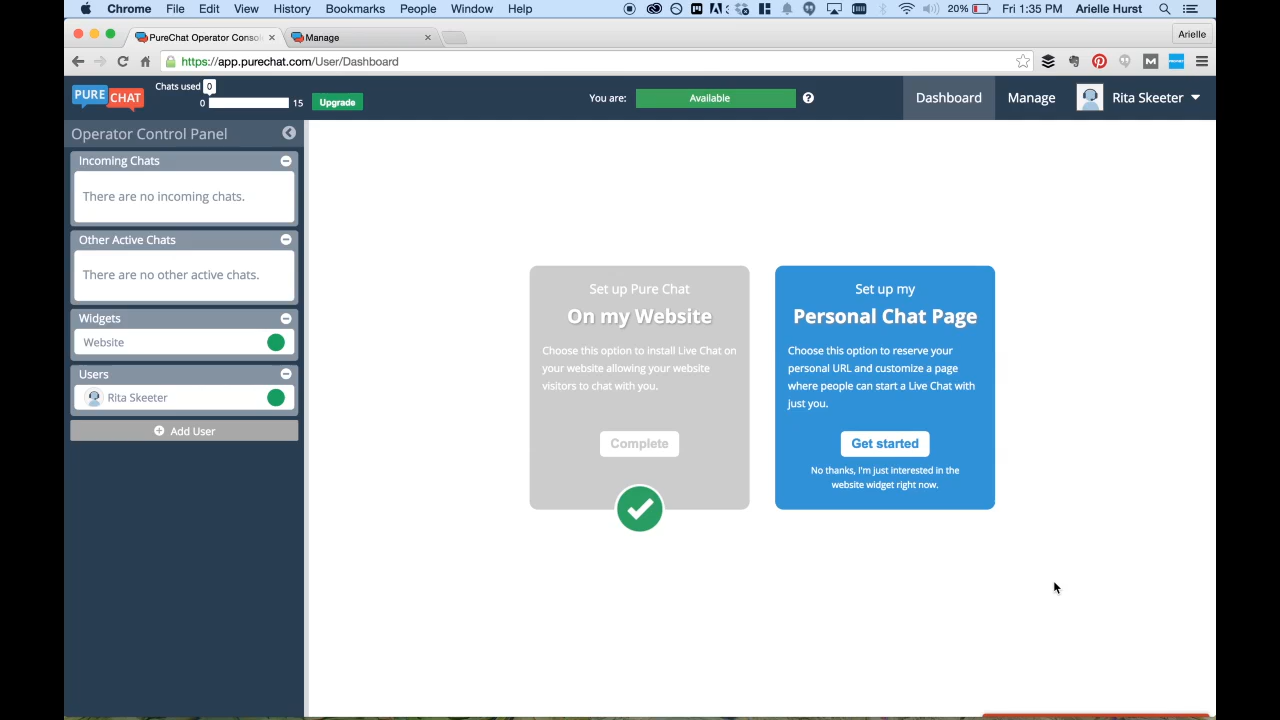 Chrome File Edit View History Bookmarks People Window Help 20% Fri 1:35 PM Arielle Hurst
PureChat Operator Conso Manage Arielle
https://app.purechat.com/User/Dashboard
PURE CHAT
Chats used 0
0 15 Upgrade
You are: Available ? Dashboard Manage Rita Skeeter
Operator Control Panel
Incoming Chats
There are no incoming chats.
Other Active Chats
There are no other active chats.
Widgets
Website
Users
Rita Skeeter
Add User
Set up Pure Chat
On my Website
Choose this option to install Live Chat on
your website allowing your website
visitors to chat with you.
Complete
Set up my
Personal Chat Page
Choose this option to reserve your
personal URL and customize a page
where people can start a Live Chat with
just you.
Get started
No thanks, I'm just interested in the
website widget right now.